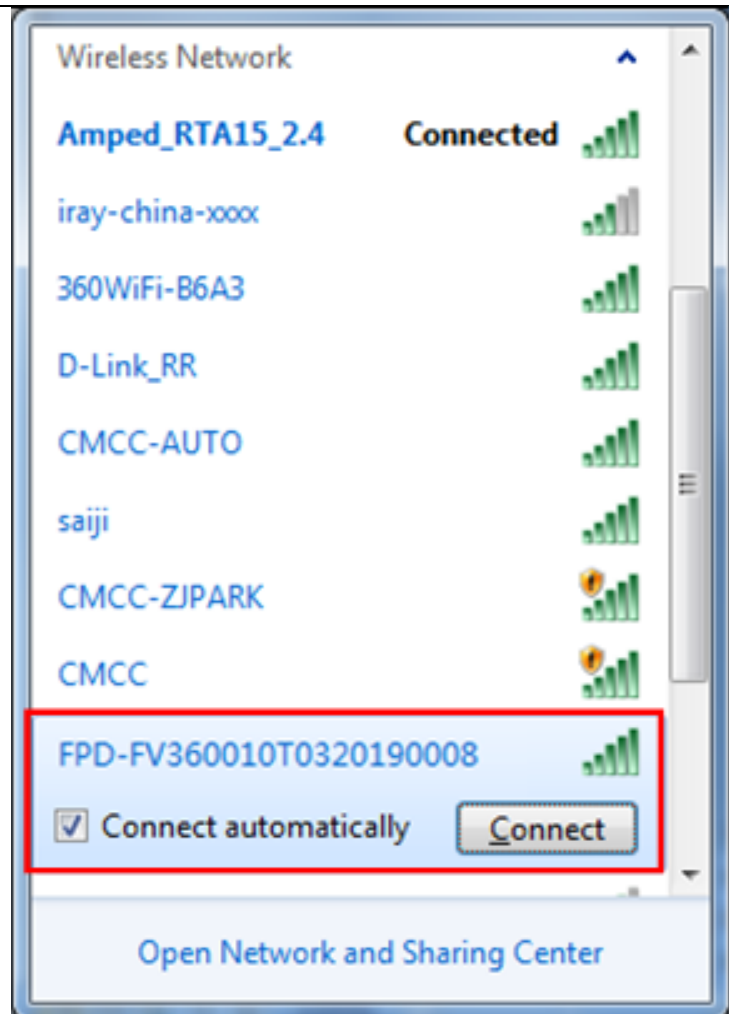 Wireless Network
Amped_RTA15_2.4 Connected
iray-china-xxxx
360WiFi-B6A3
D-Link_RR
CMCC-AUTO
saiji
CMCC-ZJPARK
CMCC
FPD-FV360010T0320190008
Connect automatically Connect
Open Network and Sharing Center